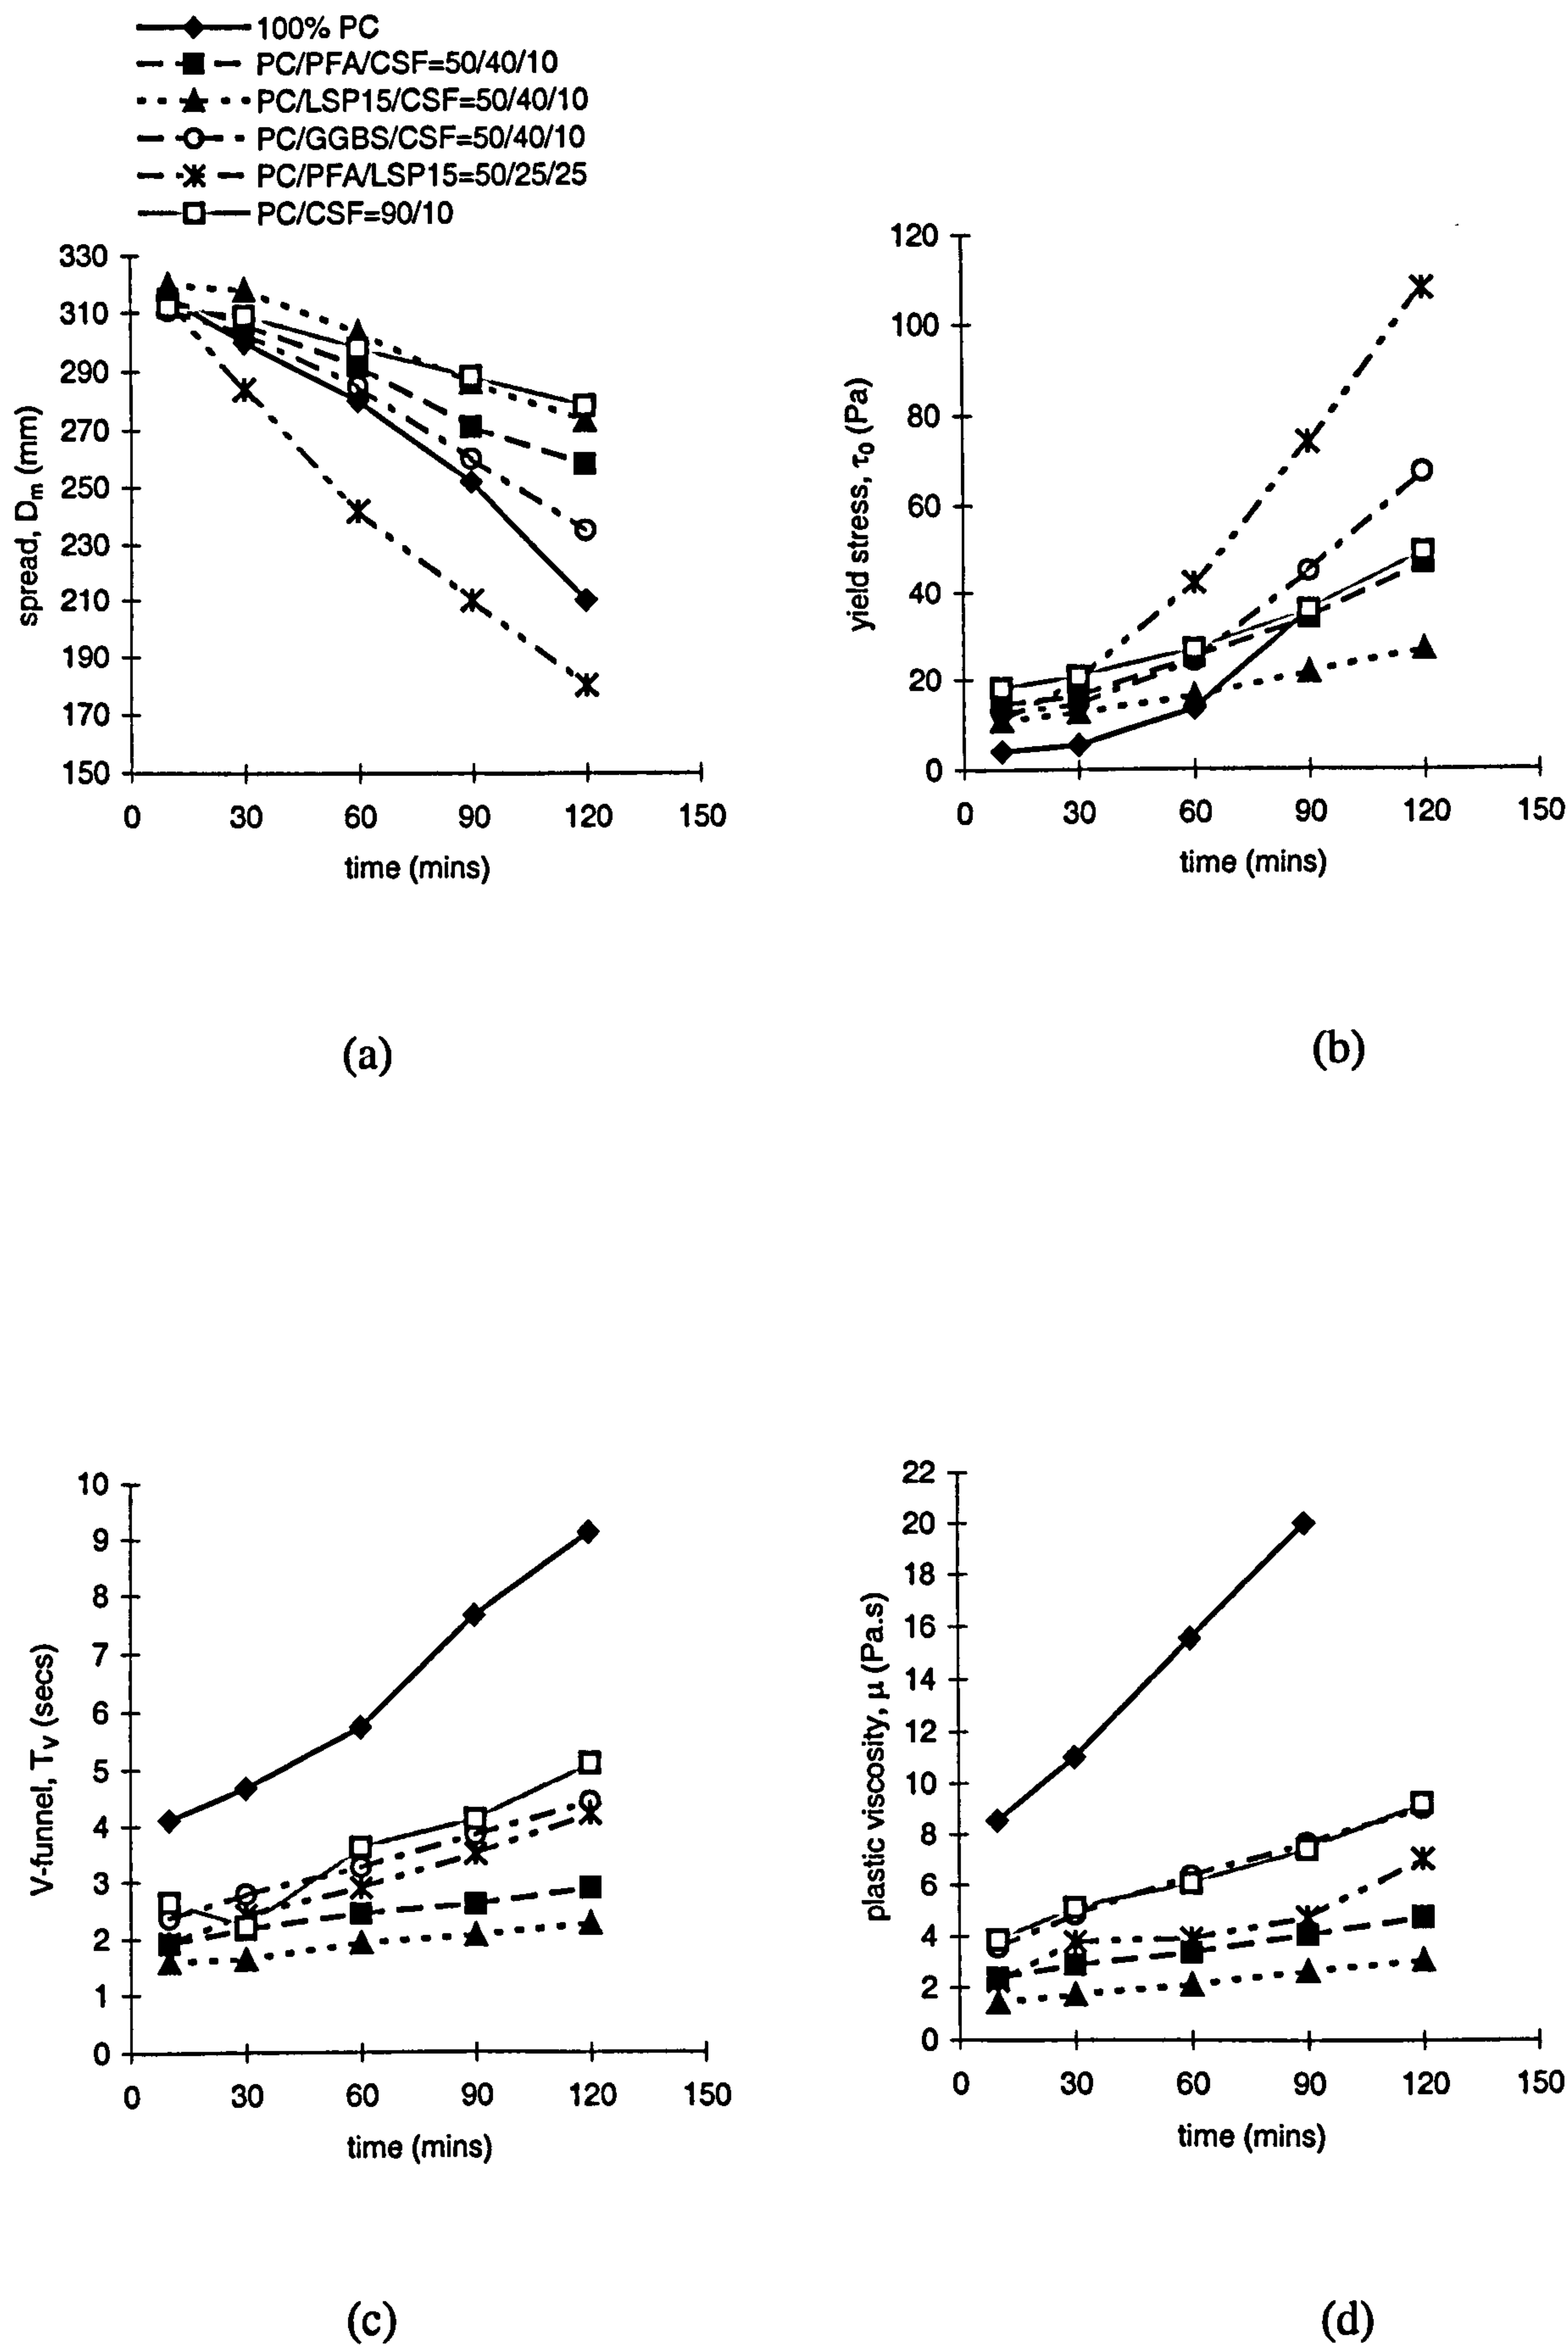 100% PC
PC/PFA/CSF=50/40/10
PC/LSP15/CSF=50/40/10
PC/GGBS/CSF=50/40/10
PC/PFA/LSP15=50/25/25
PC/CSF=90/10
330
310
290
270
250
230
210
190
170
150
spread, Dm (mm)
0 30 60 90 120 150
time (mins)
(a)
120
100
80
60
40
20
0
yield stress, τ0 (Pa)
0 30 60 90 120 150
time (mins)
(b)
10
9
8
7
6
5
4
3
2
1
0
V-funnel, Tv (secs)
0 30 60 90 120 150
time (mins)
(c)
22
20
18
16
14
12
10
8
6
4
2
0
plastic viscosity, μ (Pa.s)
0 30 60 90 120 150
time (mins)
(d)